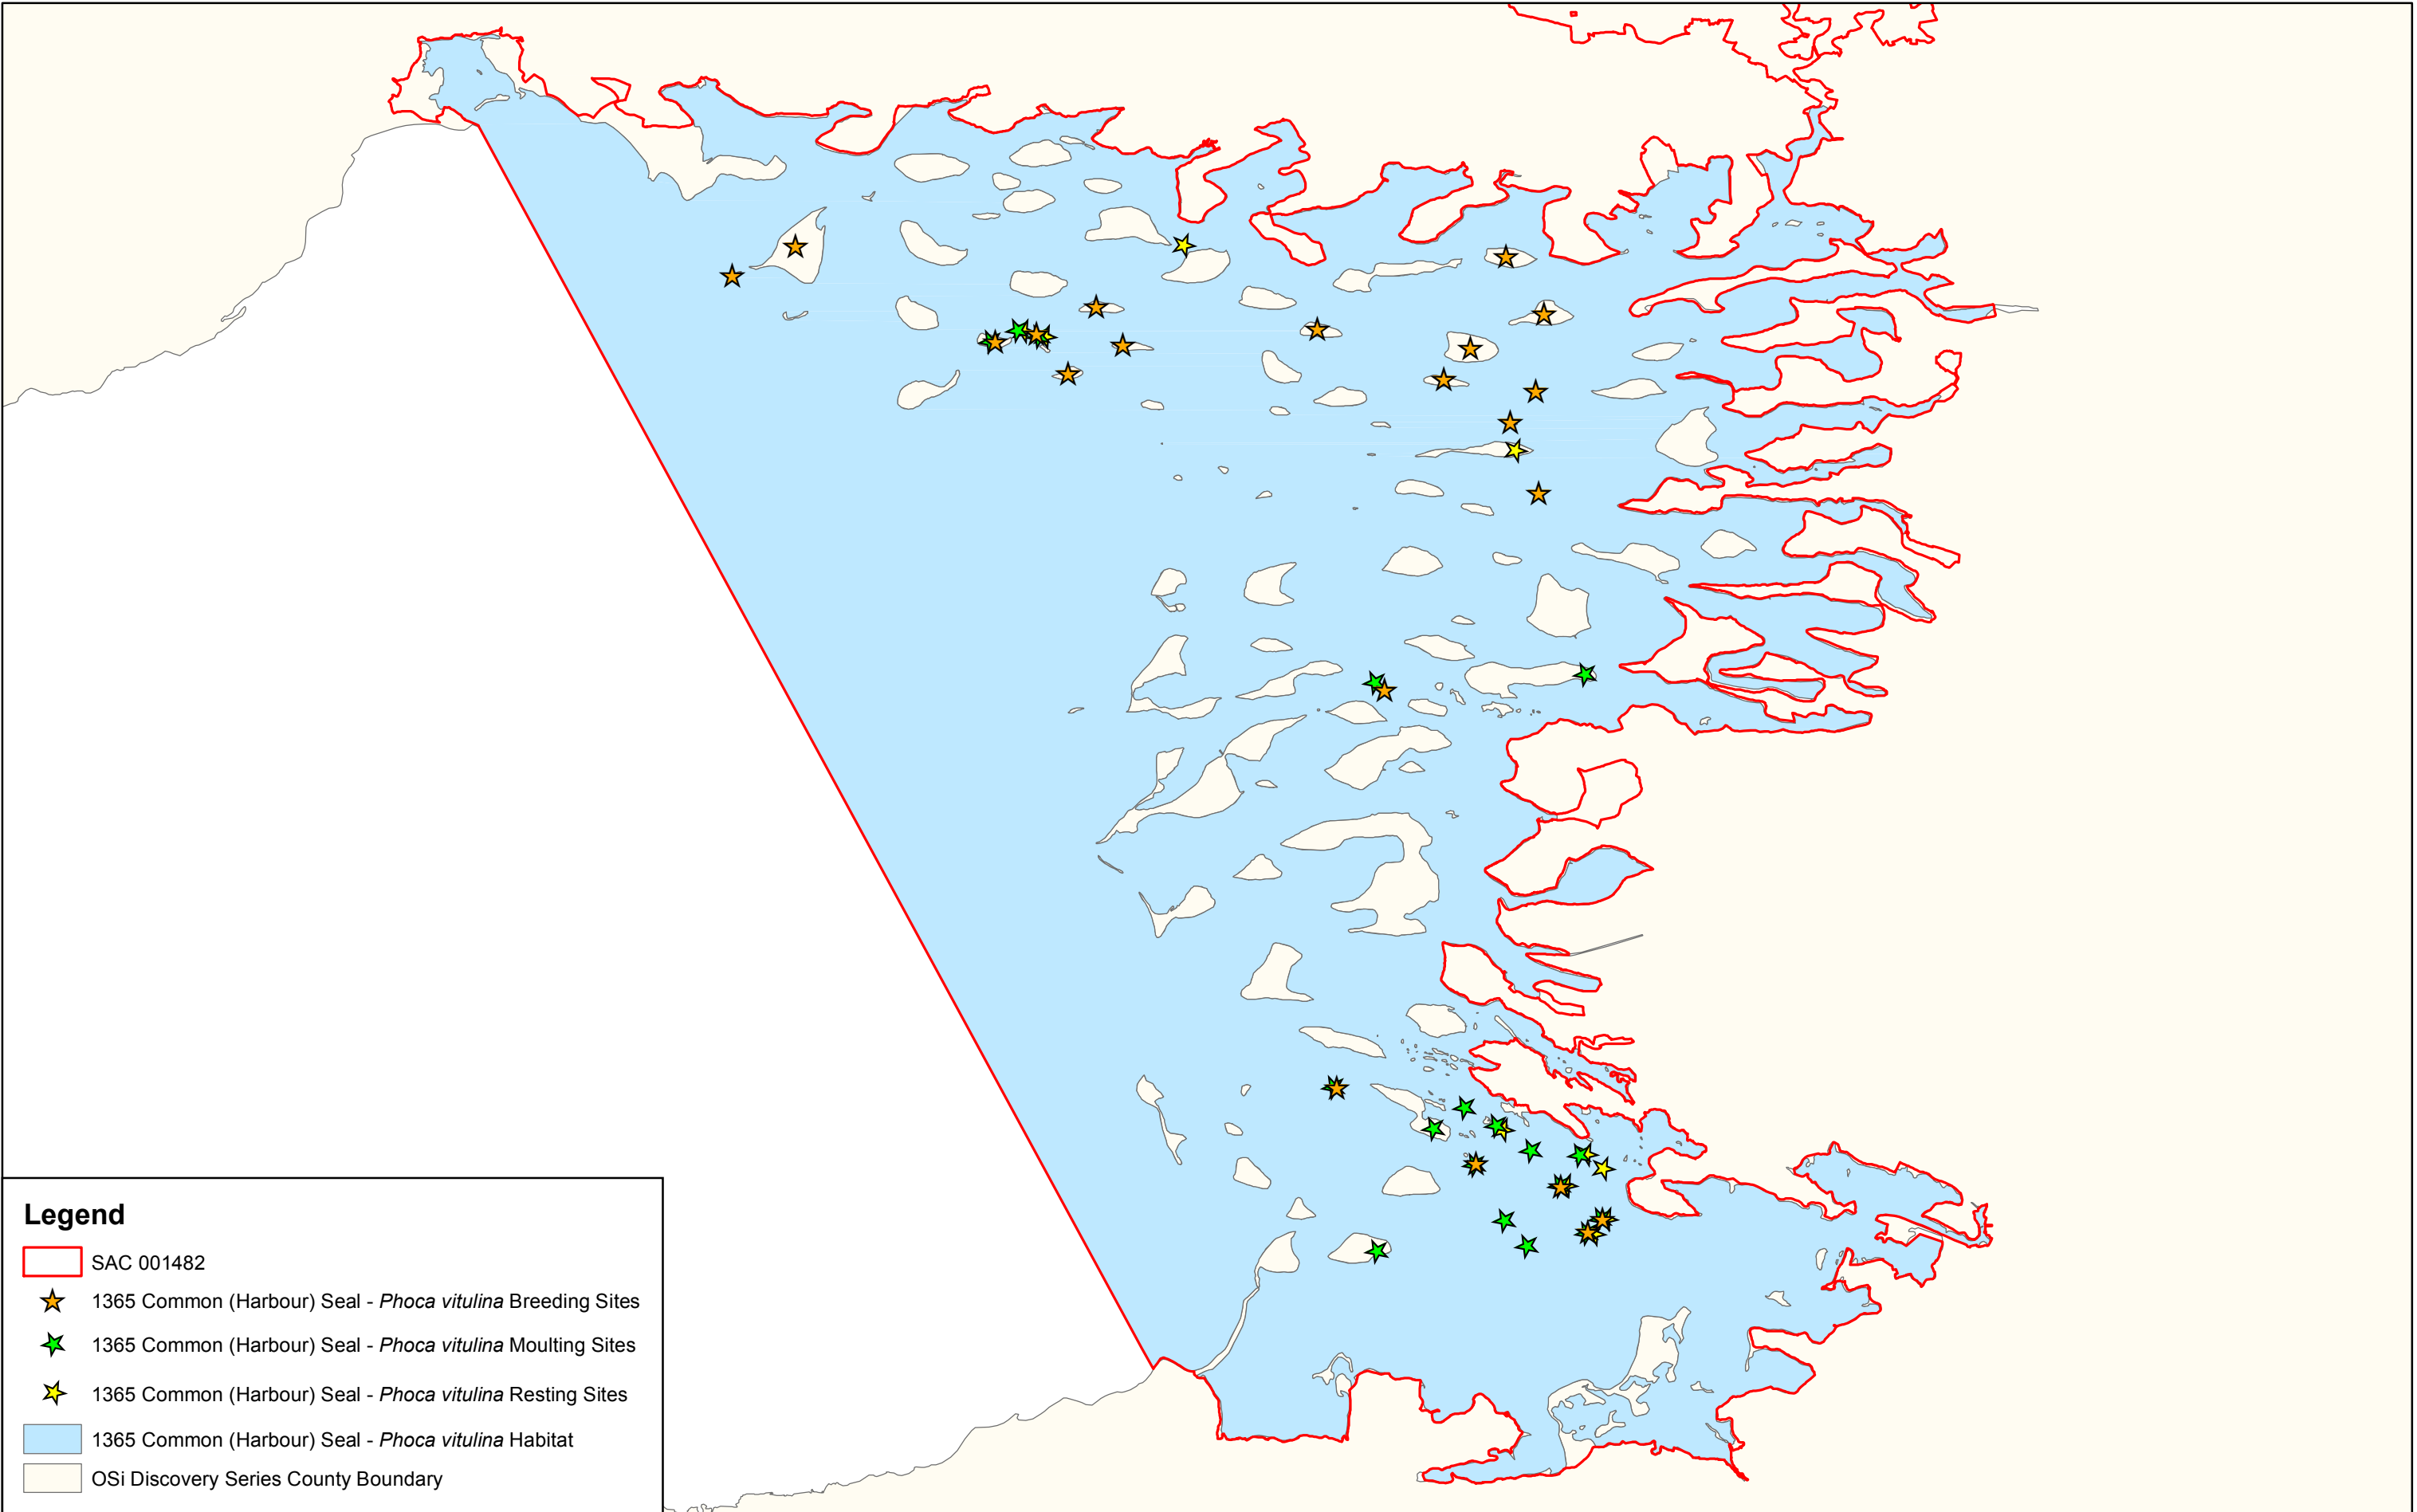 Legend
SAC 001482
1365 Common (Harbour) Seal - Phoca vitulina Breeding Sites
1365 Common (Harbour) Seal - Phoca vitulina Moulting Sites
1365 Common (Harbour) Seal - Phoca vitulina Resting Sites
1365 Common (Harbour) Seal - Phoca vitulina Habitat
OSi Discovery Series County Boundary